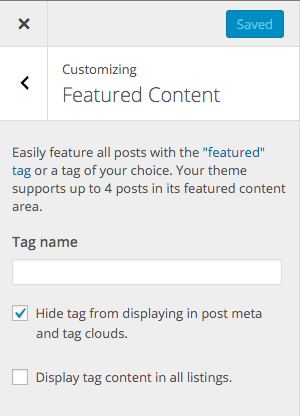 Saved
Customizing
Featured Content
Easily feature all posts with the "featured"
tag or a tag of your choice. Your theme
supports up to 4 posts in its featured content
area.
Tag name
Hide tag from displaying in post meta
and tag clouds.
Display tag content in all listings.